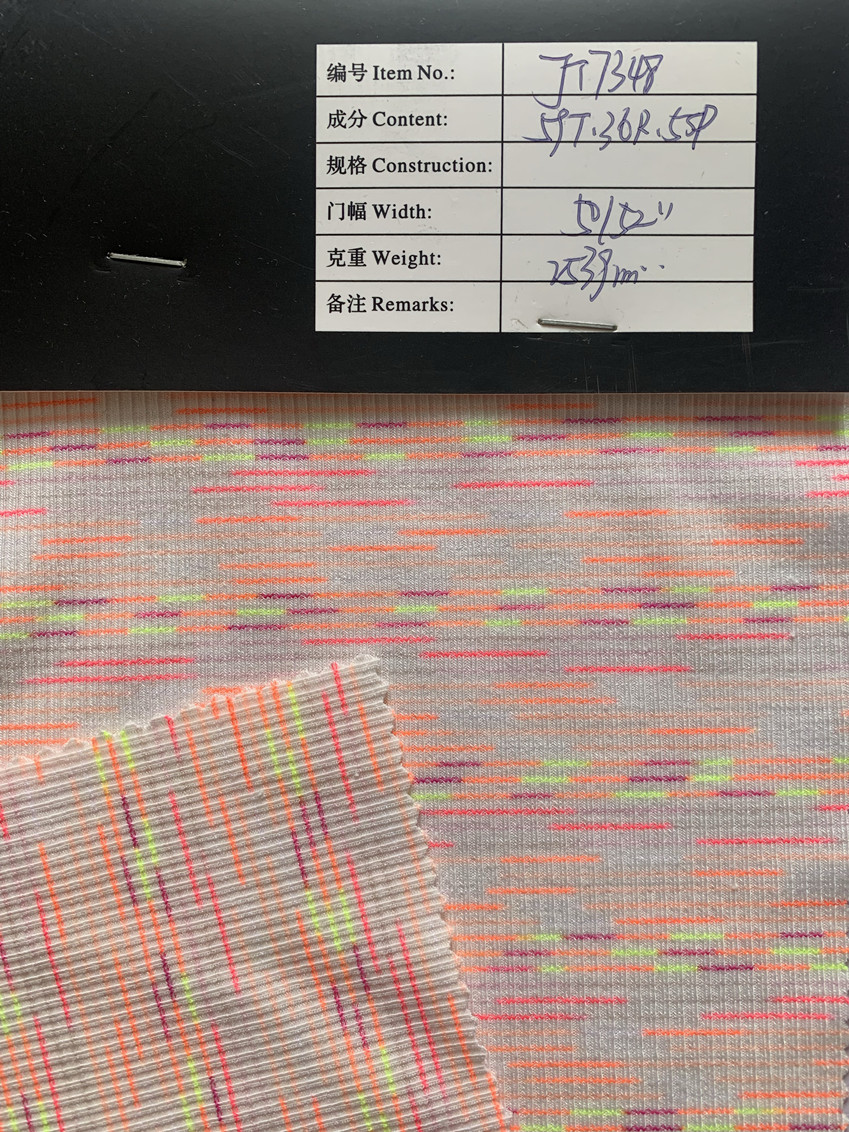 编号 Item No.: JT7348
成分 Content: 59T.36R.5SP
规格 Construction:
门幅 Width: 50/52"
克重 Weight: 253g/m²
备注 Remarks: